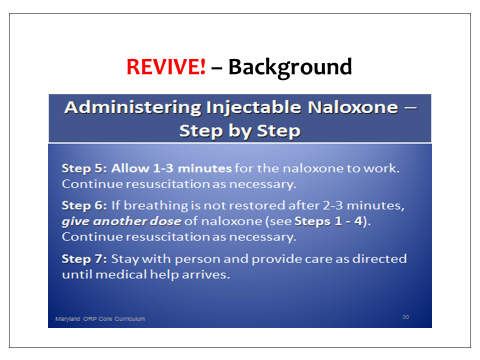 REVIVE! – Background
Administering Injectable Naloxone –
Step by Step
Step 5: Allow 1-3 minutes for the naloxone to work.
Continue resuscitation as necessary.
Step 6: If breathing is not restored after 2-3 minutes,
give another dose of naloxone (see Steps 1 - 4).
Continue resuscitation as necessary.
Step 7: Stay with person and provide care as directed
until medical help arrives.
Maryland ORP Core Curriculum
30